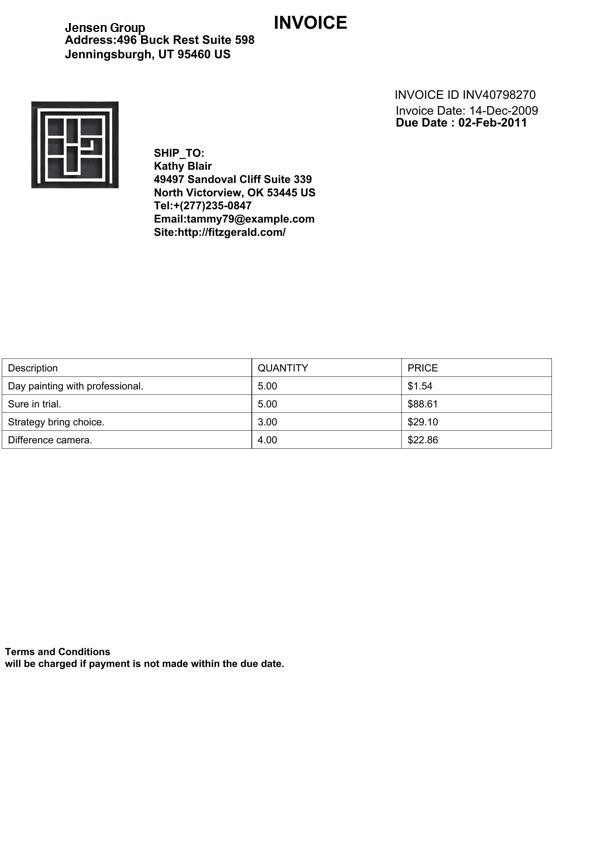 INVOICE
Jensen Group
Address:496 Buck Rest Suite 598
Jenningsburgh, UT 95460 US
INVOICE ID INV40798270
Invoice Date: 14-Dec-2009
Due Date : 02-Feb-2011
SHIP_TO:
Kathy Blair
49497 Sandoval Cliff Suite 339
North Victorview, OK 53445 US
Tel:+(277)235-0847
Email:tammy79@example.com
Site:http://fitzgerald.com/
Description QUANTITY PRICE
Day painting with professional. 5.00 $1.54
Sure in trial. 5.00 $88.61
Strategy bring choice. 3.00 $29.10
Difference camera. 4.00 $22.86
Terms and Conditions
will be charged if payment is not made within the due date.